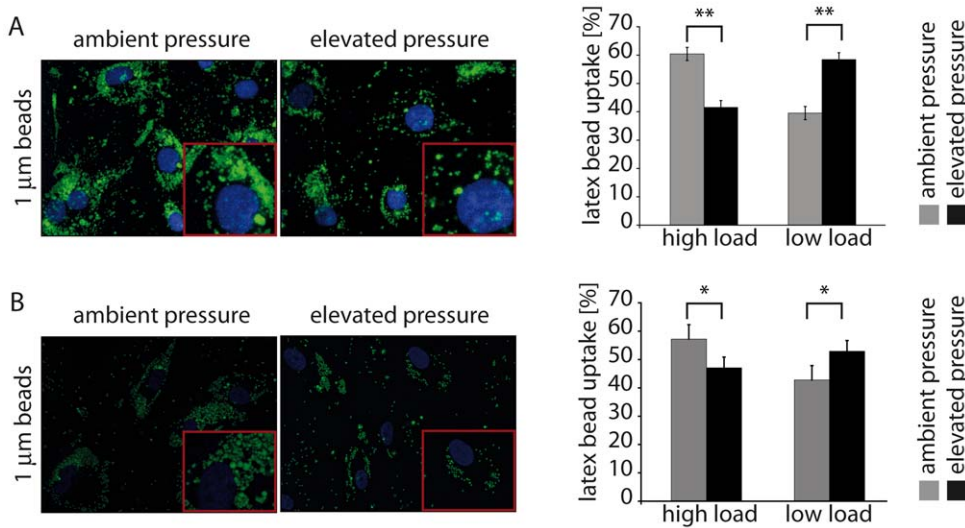 A
ambient pressure
elevated pressure
1 µm beads
latex bead uptake [%]
70
60
50
40
30
20
10
0
**
**
high load
low load
ambient pressure
elevated pressure
B
ambient pressure
elevated pressure
1 µm beads
latex bead uptake [%]
70
60
50
40
30
20
10
0
*
*
high load
low load
ambient pressure
elevated pressure